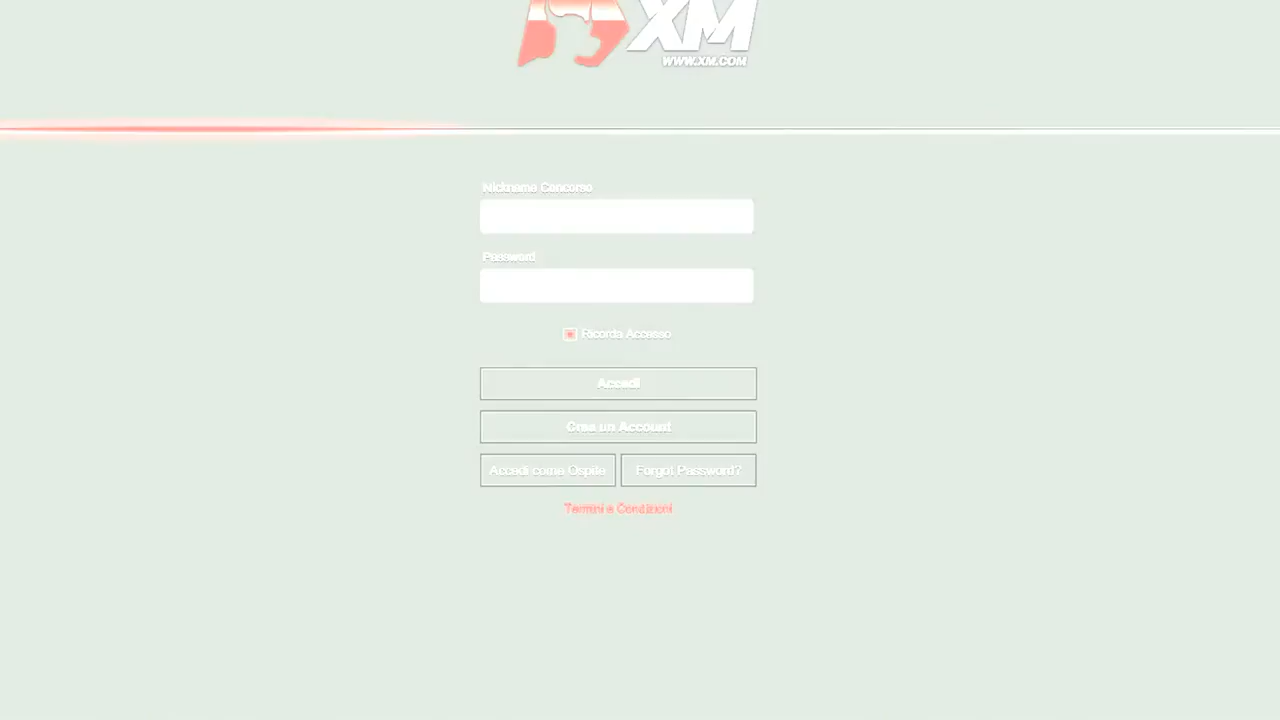 XM
WWW.XM.COM
Nickname Concorso
Password
Ricorda Accesso
Accedi
Crea un Account
Accedi come Ospite
Forgot Password?
Termini e Condizioni